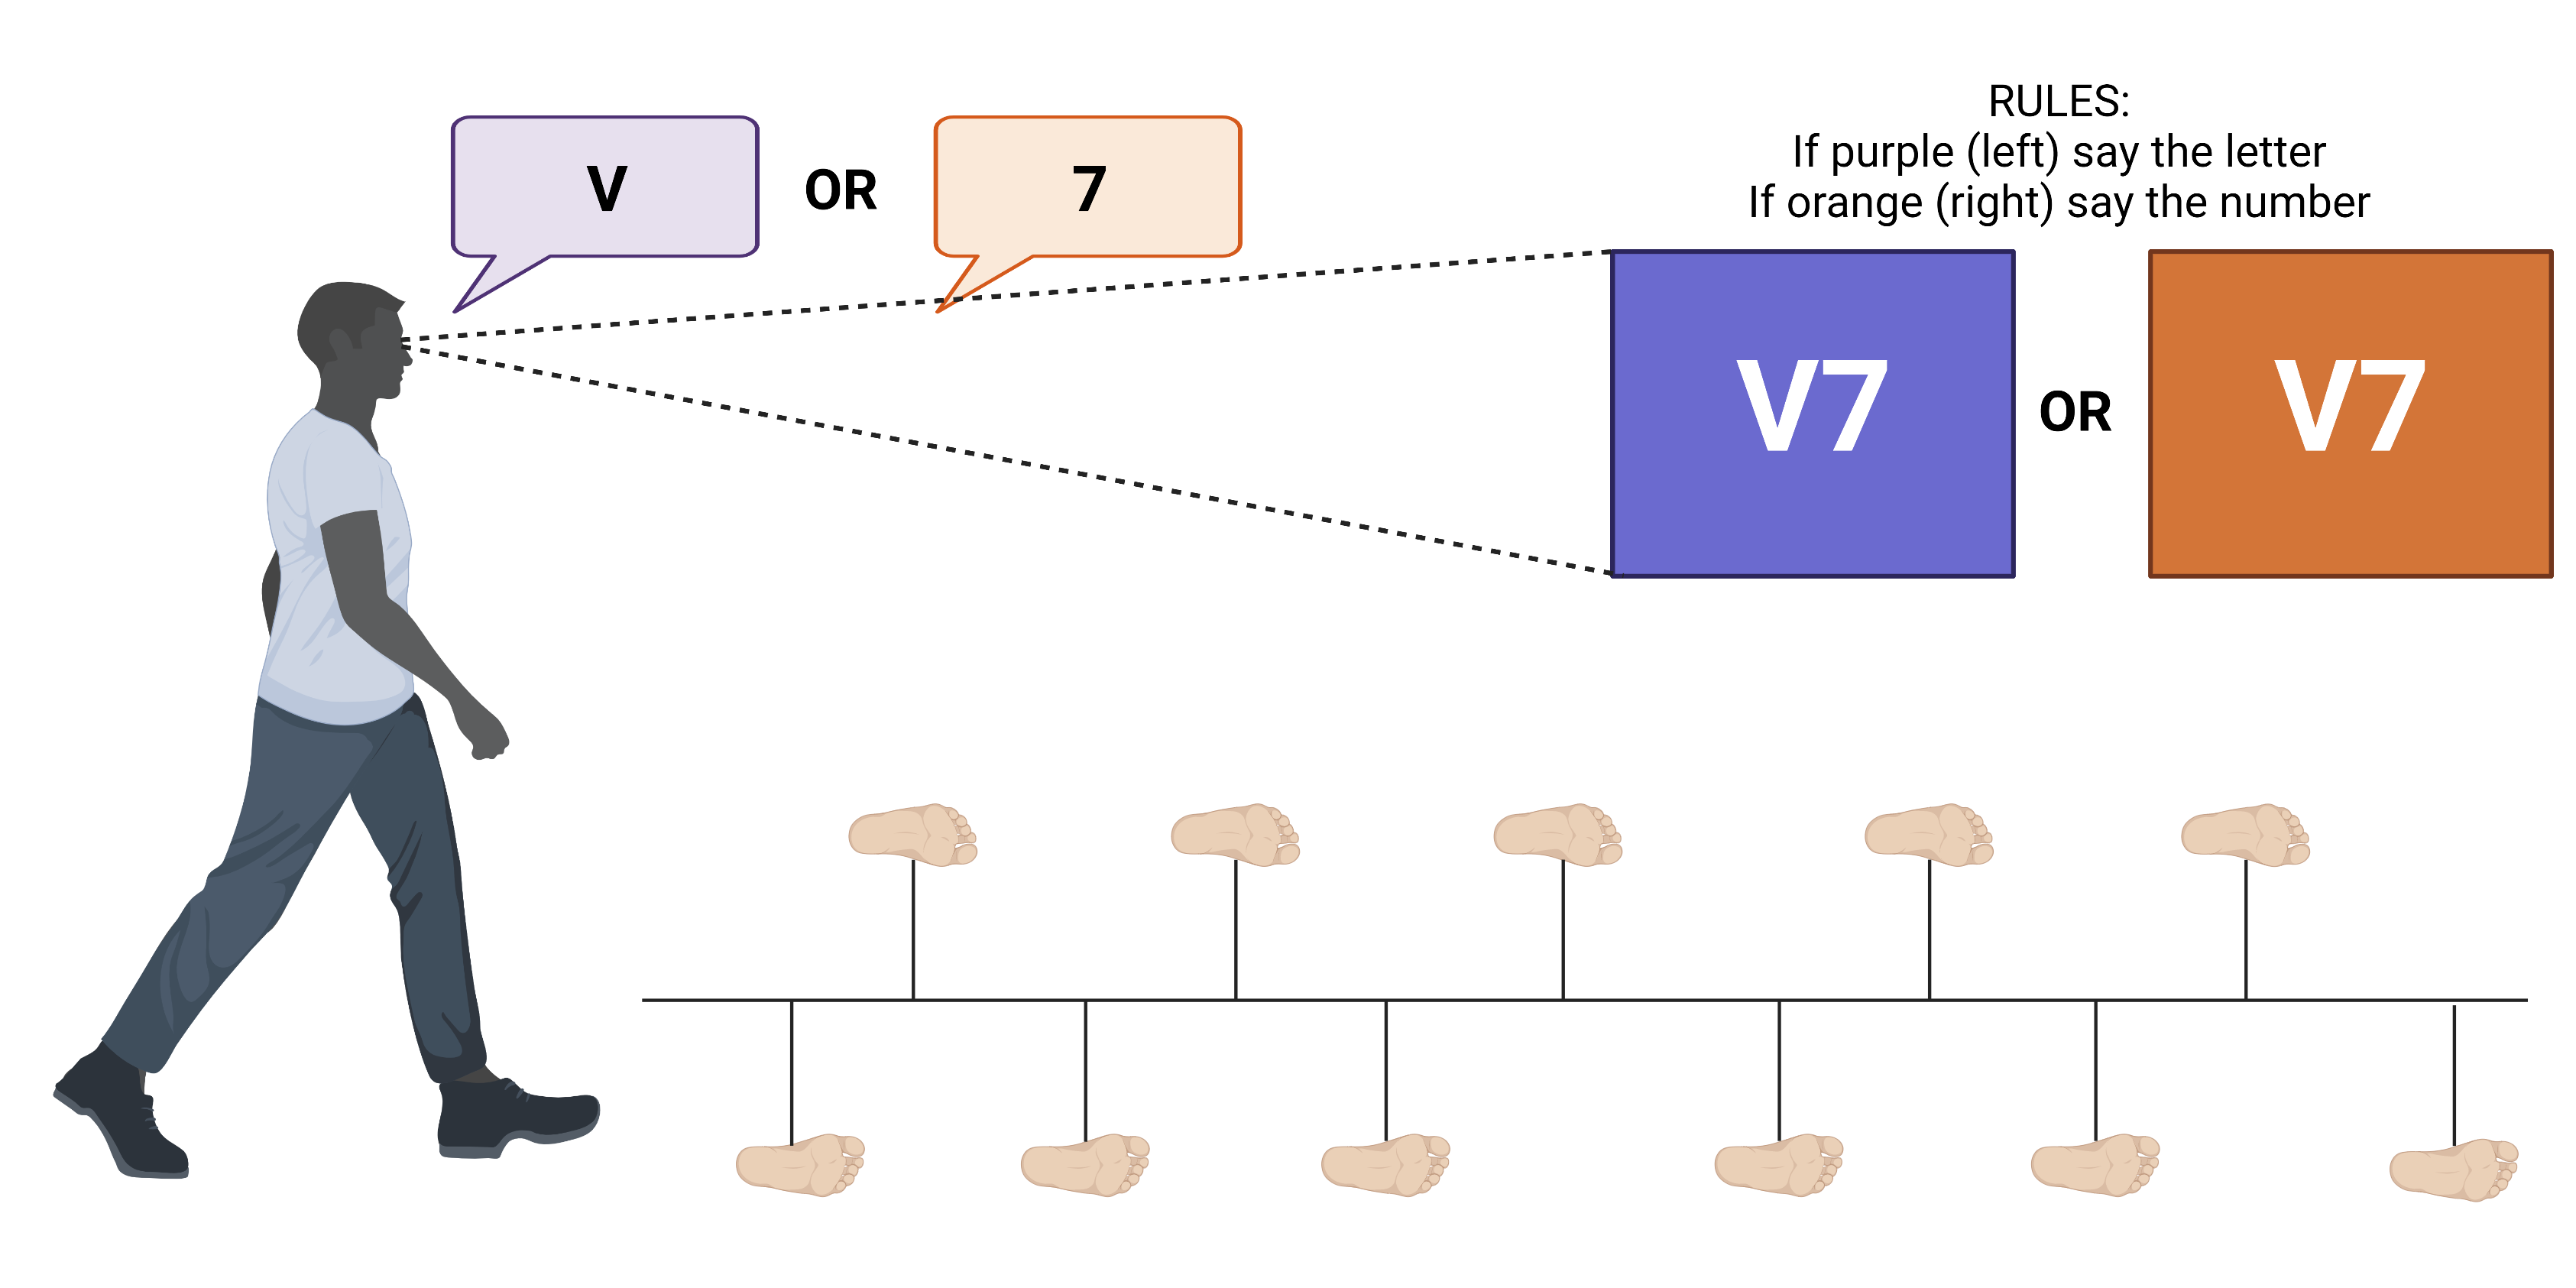 RULES:
If purple (left) say the letter
If orange (right) say the number
V OR 7
V7 OR V7